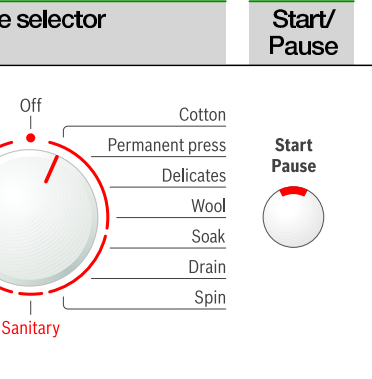 e selector
Start/
Pause
Off
Cotton
Permanent press
Delicates
Wool
Soak
Drain
Spin
Sanitary
Start
Pause